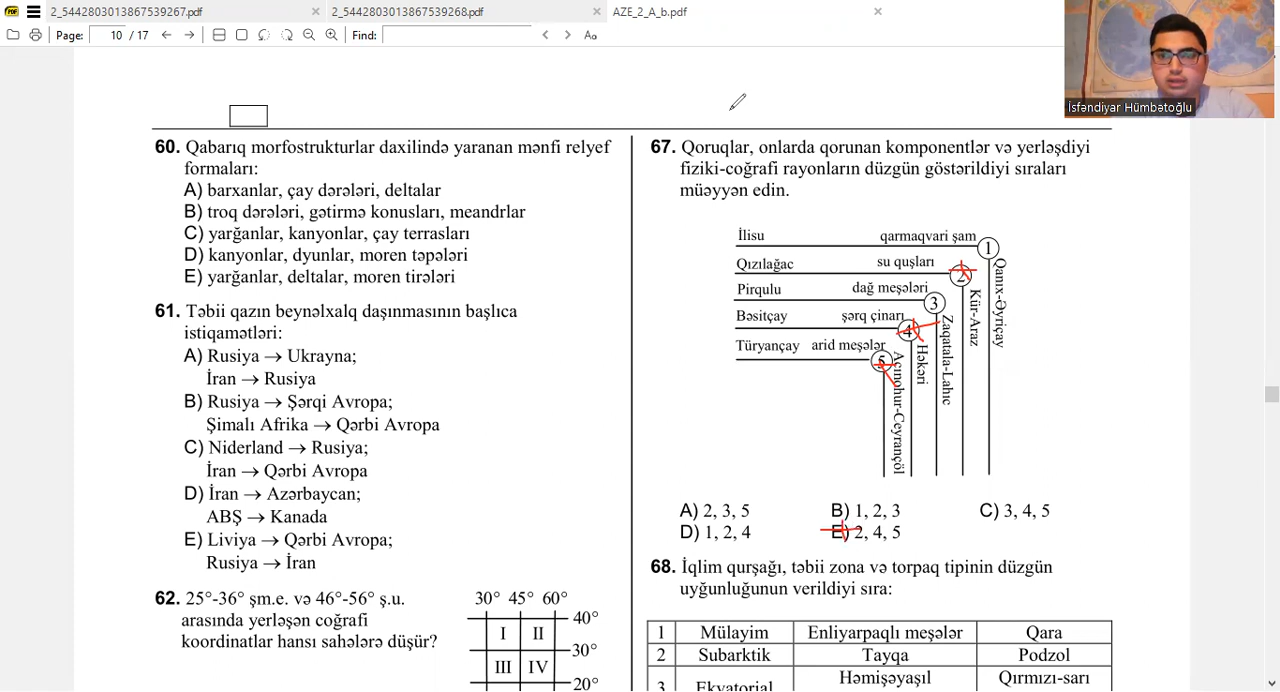 2_5442803013867539267.pdf
2_5442803013867539268.pdf
AZE_2_A_b.pdf
Page: 10 / 17
Find:
Aa
İsfəndiyar Hümbətoğlu
60. Qabarıq morfostrukturlar daxilində yaranan mənfi relyef
formaları:
A) barxanlar, çay dərələri, deltalar
B) troq dərələri, gətirmə konusları, meandrlar
C) yarğanlar, kanyonlar, çay terrasları
D) kanyonlar, dyunlar, moren təpələri
E) yarğanlar, deltalar, moren tirələri
61. Təbii qazın beynəlxalq daşınmasının başlıca
istiqamətləri:
A) Rusiya → Ukrayna;
İran → Rusiya
B) Rusiya → Şərqi Avropa;
Şimalı Afrika → Qərbi Avropa
C) Niderland → Rusiya;
İran → Qərbi Avropa
D) İran → Azərbaycan;
ABŞ → Kanada
E) Liviya → Qərbi Avropa;
Rusiya → İran
62. 25°-36° şm.e. və 46°-56° ş.u.
arasında yerləşən coğrafi
koordinatlar hansı sahələrə düşür?
30° 45° 60°
40°
I II
30°
III IV
20°
67. Qoruqlar, onlarda qorunan komponentlər və yerləşdiyi
fiziki-coğrafi rayonların düzgün göstərildiyi sıraları
müəyyən edin.
İlisu qarmaqvari şam 1 Qanıx-Əyriçay
Qızılağac su quşları 2 Kür-Araz
Pirqulu dağ meşələri 3 Zaqatala-Lahıc
Bəsitçay şərq çinarı 4 Həkəri
Türyançay arid meşələr 5 Acınohur-Ceyrançöl
A) 2, 3, 5 B) 1, 2, 3 C) 3, 4, 5
D) 1, 2, 4 E) 2, 4, 5
68. İqlim qurşağı, təbii zona və torpaq tipinin düzgün
uyğunluğunun verildiyi sıra:
1 Mülayim Enliyarpaqlı meşələr Qara
2 Subarktik Tayqa Podzol
3 Ekvatorial Həmişəyaşıl Qırmızı-sarı